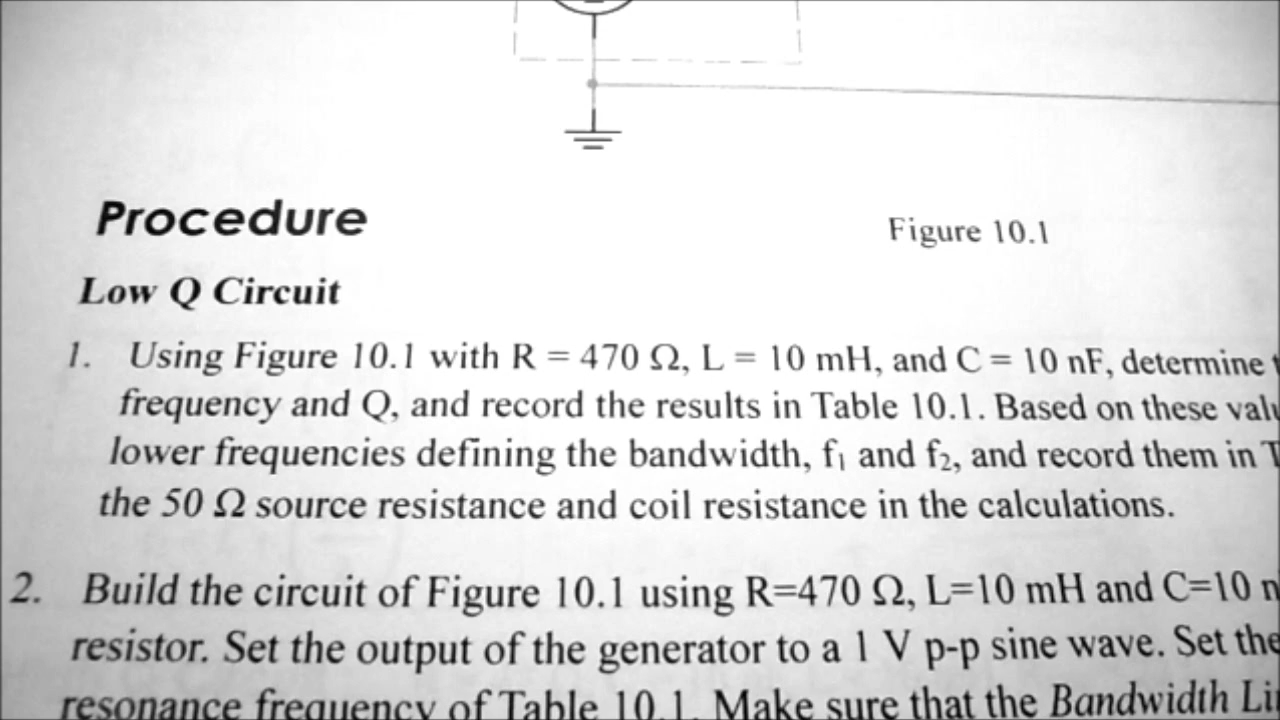 Procedure
Figure 10.1
Low Q Circuit
1. Using Figure 10.1 with R = 470 Ω, L = 10 mH, and C = 10 nF, determine
frequency and Q, and record the results in Table 10.1. Based on these
lower frequencies defining the bandwidth, f₁ and f₂, and record them in
the 50 Ω source resistance and coil resistance in the calculations.
2. Build the circuit of Figure 10.1 using R=470 Ω, L=10 mH and C=10
resistor. Set the output of the generator to a 1 V p-p sine wave. Set the
resonance frequency of Table 10.1. Make sure that the Bandwidth